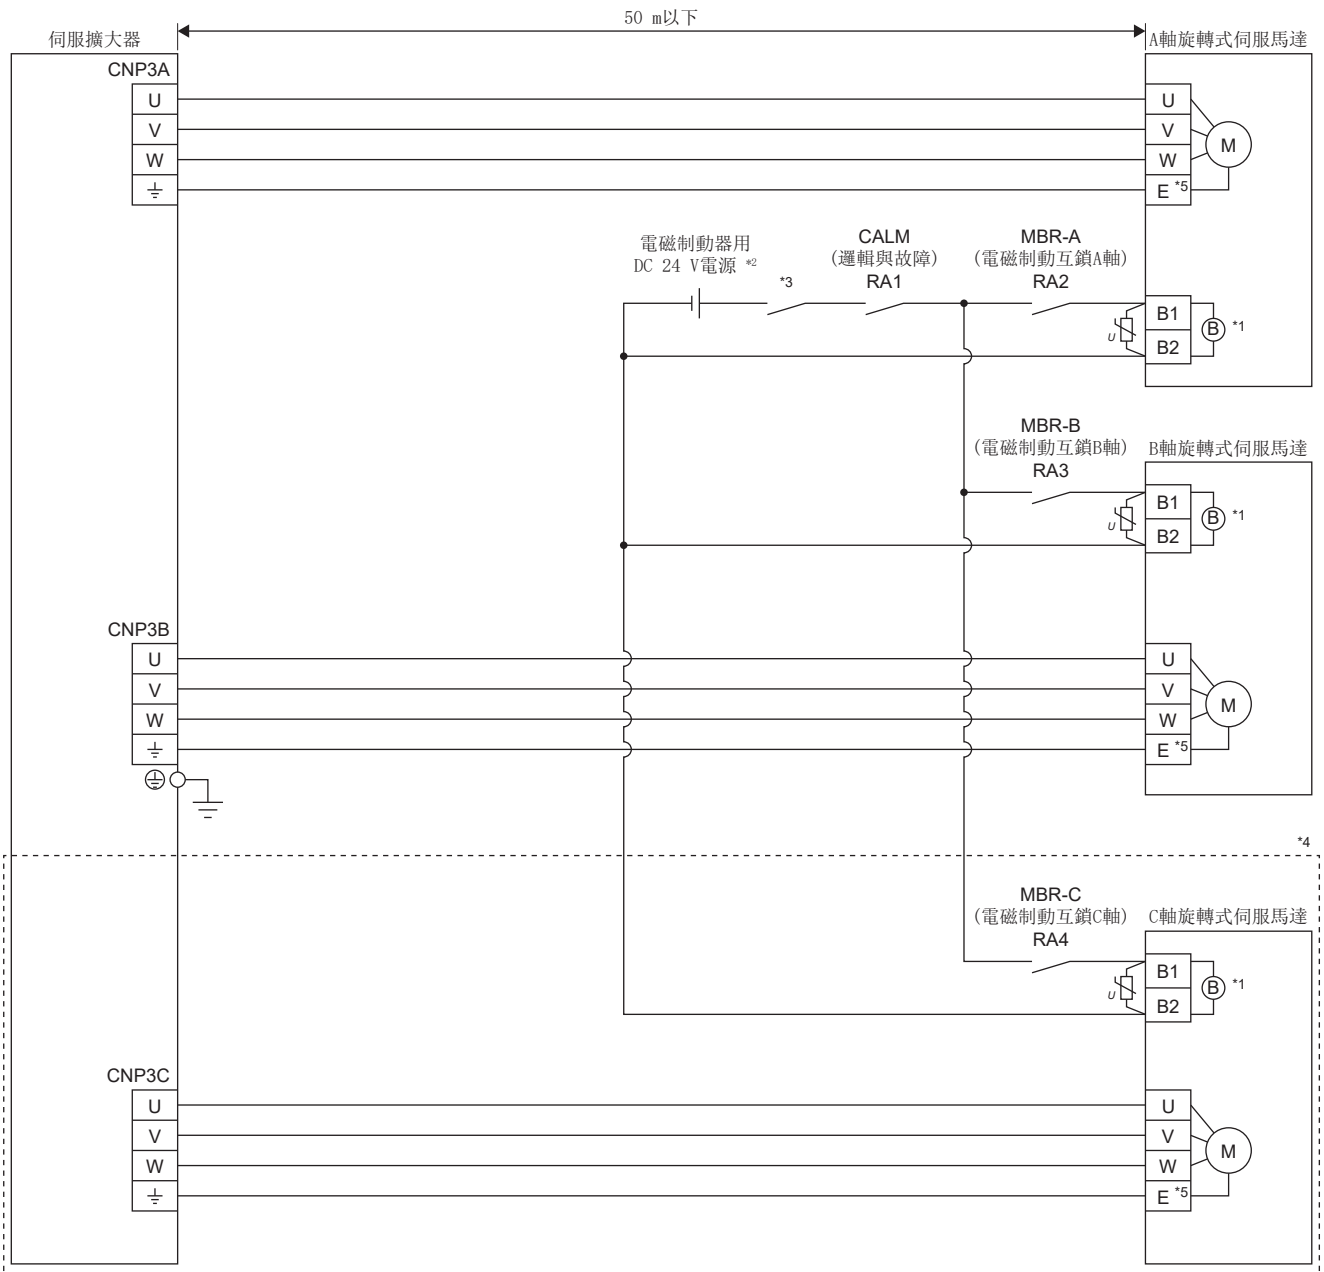 50 m以下
伺服擴大器
A軸旋轉式伺服馬達
CNP3A
U
V
W
U
V
W
E *5
M
電磁制動器用
DC 24 V電源 *2
*3
CALM
(邏輯與故障)
RA1
MBR-A
(電磁制動互鎖A軸)
RA2
U
B1
B2
B
*1
MBR-B
(電磁制動互鎖B軸)
RA3
B軸旋轉式伺服馬達
U
B1
B2
B
*1
CNP3B
U
V
W
U
V
W
E *5
M
*4
MBR-C
(電磁制動互鎖C軸)
RA4
C軸旋轉式伺服馬達
U
B1
B2
B
*1
CNP3C
U
V
W
U
V
W
E *5
M